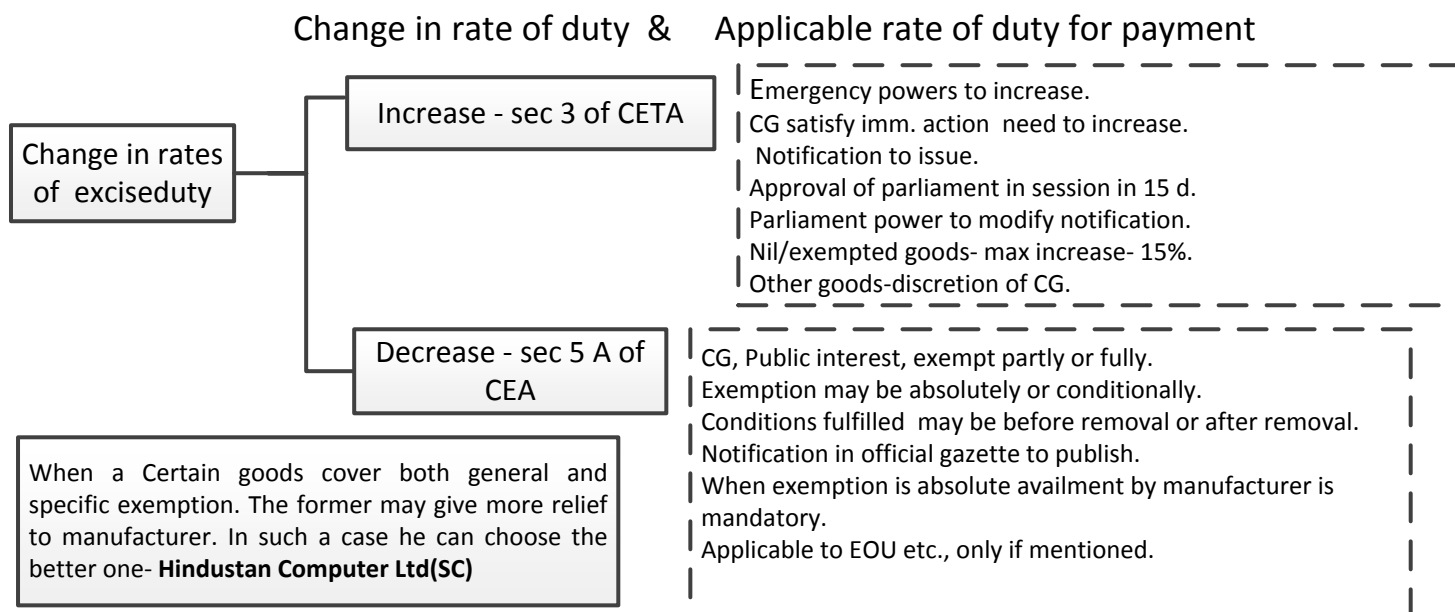 Change in rate of duty & Applicable rate of duty for payment
Change in rates
of exciseduty
Increase - sec 3 of CETA
Emergency powers to increase.
CG satisfy imm. action need to increase.
Notification to issue.
Approval of parliament in session in 15 d.
Parliament power to modify notification.
Nil/exempted goods- max increase- 15%.
Other goods-discretion of CG.
Decrease - sec 5 A of
CEA
CG, Public interest, exempt partly or fully.
Exemption may be absolutely or conditionally.
Conditions fulfilled may be before removal or after removal.
Notification in official gazette to publish.
When exemption is absolute availment by manufacturer is
mandatory.
Applicable to EOU etc., only if mentioned.
When a Certain goods cover both general and
specific exemption. The former may give more relief
to manufacturer. In such a case he can choose the
better one- Hindustan Computer Ltd(SC)